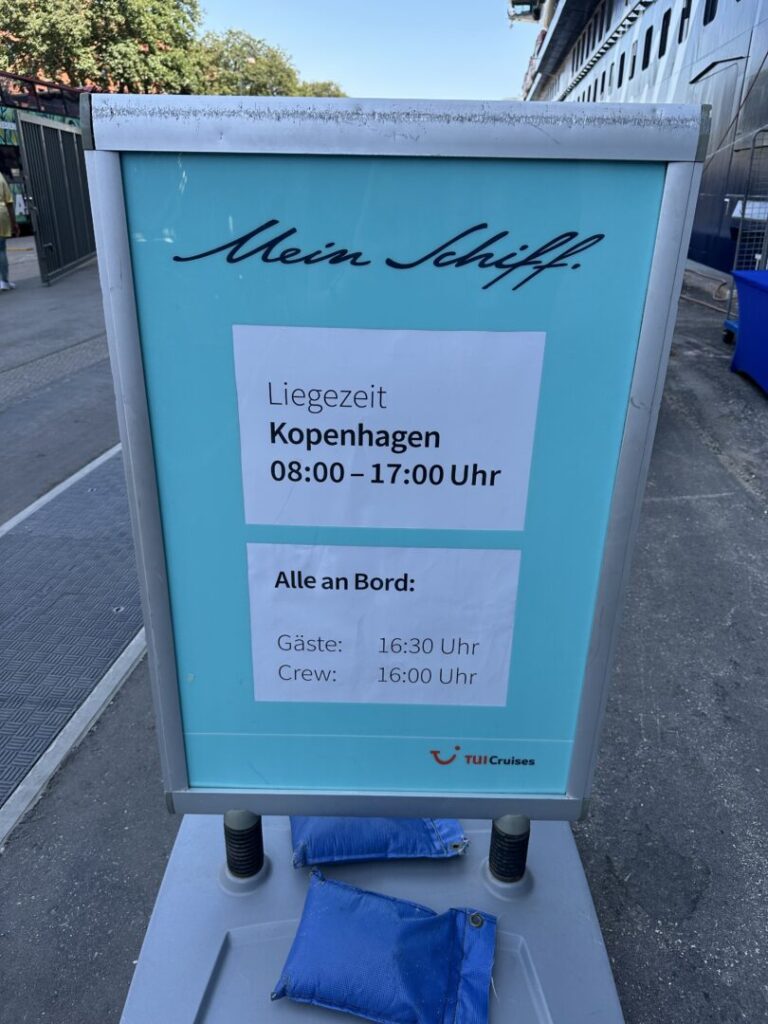 Mein Schiff.
Liegezeit
Kopenhagen
08:00 – 17:00 Uhr
Alle an Bord:
Gäste: 16:30 Uhr
Crew: 16:00 Uhr
TUI Cruises